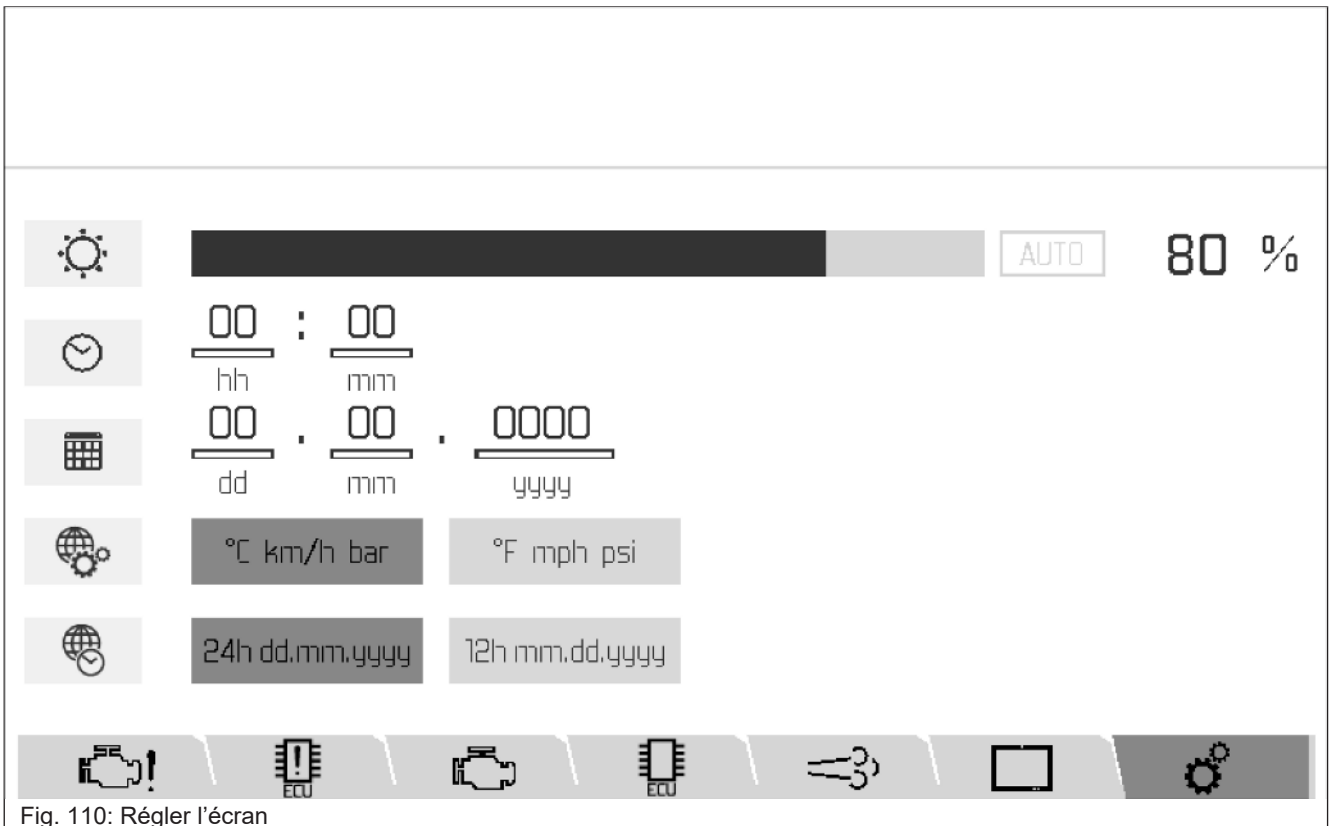 AUTO 80 %
00 : 00
hh mm
00 . 00 . 0000
dd mm yyyy
°C km/h bar °F mph psi
24h dd.mm.yyyy 12h mm.dd.yyyy
! ! ECU ECU
Fig. 110: Régler l'écran